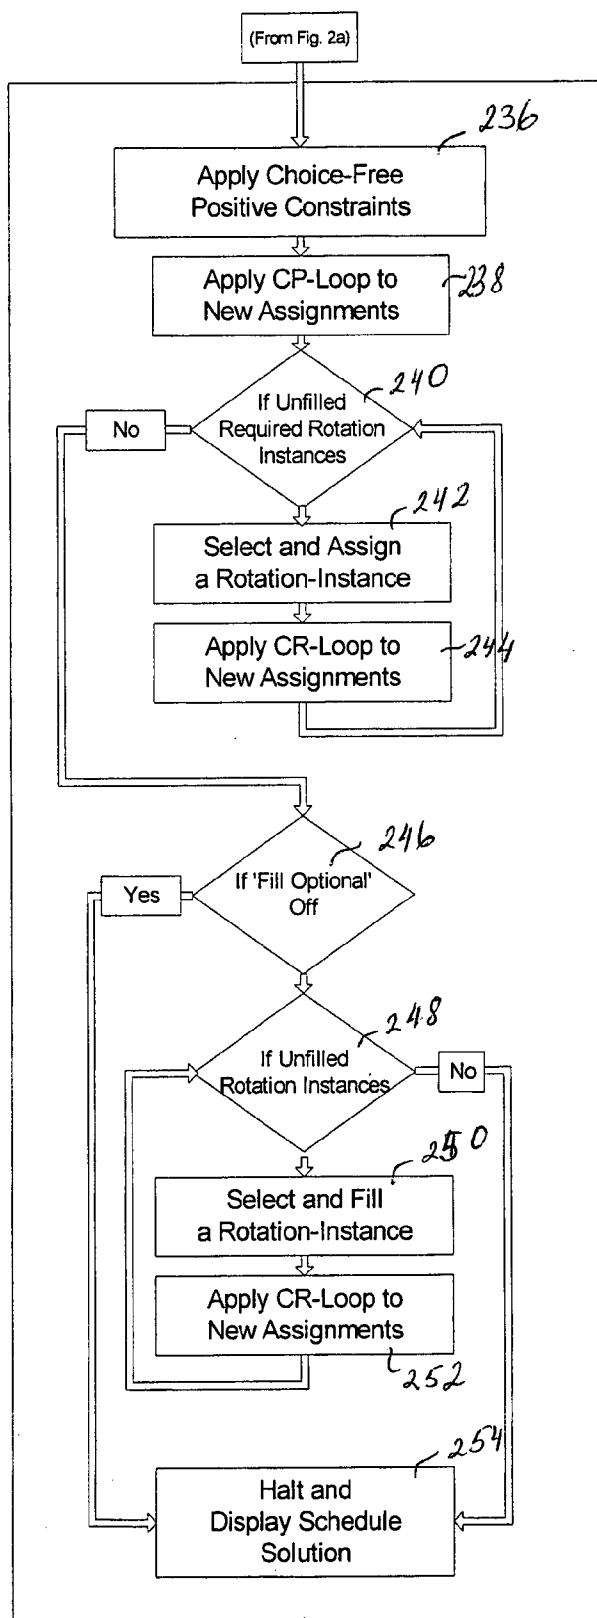 (From Fig. 2a)
236
Apply Choice-Free
Positive Constraints
Apply CP-Loop to
New Assignments
238
240
If Unfilled
Required Rotation
Instances
No
242
Select and Assign
a Rotation-Instance
Apply CR-Loop to
New Assignments
244
246
If 'Fill Optional'
Off
Yes
248
If Unfilled
Rotation Instances
No
250
Select and Fill
a Rotation-Instance
Apply CR-Loop to
New Assignments
252
254
Halt and
Display Schedule
Solution